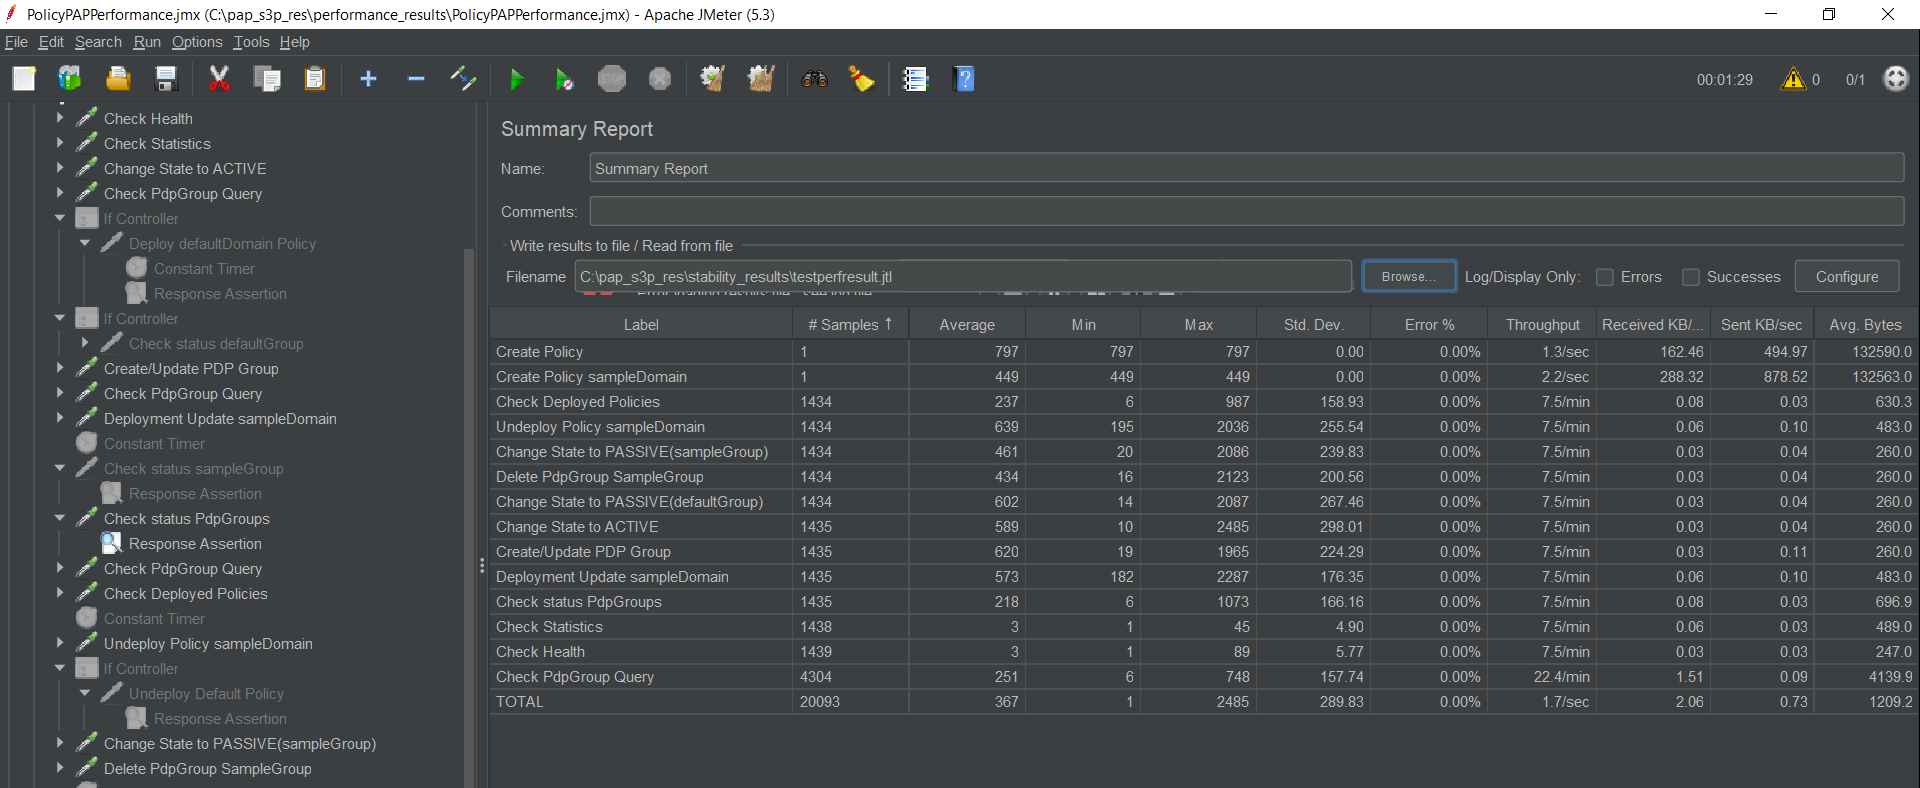 PolicyPAPPerformance.jmx (C:\pap_s3p_res\performance_results\PolicyPAPPerformance.jmx) - Apache JMeter (5.3)
File Edit Search Run Options Tools Help
STOP
00:01:29 0 0/1
Check Health
Check Statistics
Change State to ACTIVE
Check PdpGroup Query
If Controller
Deploy defaultDomain Policy
Constant Timer
Response Assertion
If Controller
Check status defaultGroup
Create/Update PDP Group
Check PdpGroup Query
Deployment Update sampleDomain
Constant Timer
Check status sampleGroup
Response Assertion
Check status PdpGroups
Response Assertion
Check PdpGroup Query
Check Deployed Policies
Constant Timer
Undeploy Policy sampleDomain
If Controller
Undeploy Default Policy
Response Assertion
Change State to PASSIVE(sampleGroup)
Delete PdpGroup SampleGroup
Summary Report
Name: Summary Report
Comments:
Write results to file / Read from file
Filename C:\pap_s3p_res\stability_results\testperfresult.jtl Browse... Log/Display Only: Errors Successes Configure
Label # Samples ↑ Average Min Max Std. Dev. Error % Throughput Received KB/... Sent KB/sec Avg. Bytes
Create Policy 1 797 797 797 0.00 0.00% 1.3/sec 162.46 494.97 132590.0
Create Policy sampleDomain 1 449 449 449 0.00 0.00% 2.2/sec 288.32 878.52 132563.0
Check Deployed Policies 1434 237 6 987 158.93 0.00% 7.5/min 0.08 0.03 630.3
Undeploy Policy sampleDomain 1434 639 195 2036 255.54 0.00% 7.5/min 0.06 0.10 483.0
Change State to PASSIVE(sampleGroup) 1434 461 20 2086 239.83 0.00% 7.5/min 0.03 0.04 260.0
Delete PdpGroup SampleGroup 1434 434 16 2123 200.56 0.00% 7.5/min 0.03 0.04 260.0
Change State to PASSIVE(defaultGroup) 1434 602 14 2087 267.46 0.00% 7.5/min 0.03 0.04 260.0
Change State to ACTIVE 1435 589 10 2485 298.01 0.00% 7.5/min 0.03 0.04 260.0
Create/Update PDP Group 1435 620 19 1965 224.29 0.00% 7.5/min 0.03 0.11 260.0
Deployment Update sampleDomain 1435 573 182 2287 176.35 0.00% 7.5/min 0.06 0.10 483.0
Check status PdpGroups 1435 218 6 1073 166.16 0.00% 7.5/min 0.08 0.03 696.9
Check Statistics 1438 3 1 45 4.90 0.00% 7.5/min 0.06 0.03 489.0
Check Health 1439 3 1 89 5.77 0.00% 7.5/min 0.03 0.03 247.0
Check PdpGroup Query 4304 251 6 748 157.74 0.00% 22.4/min 1.51 0.09 4139.9
TOTAL 20093 367 1 2485 289.83 0.00% 1.7/sec 2.06 0.73 1209.2